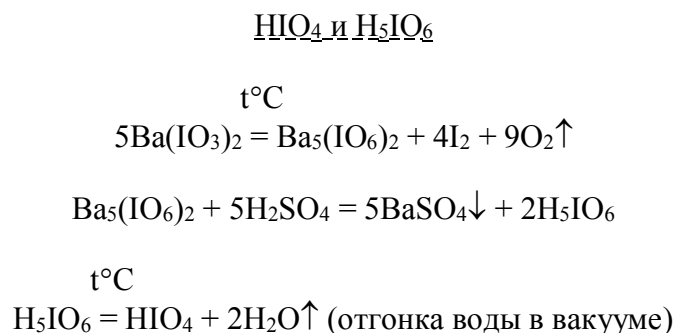 HIO₄ и H₅IO₆
t°C
5Ba(IO₃)₂ = Ba₅(IO₆)₂ + 4I₂ + 9O₂↑
Ba₅(IO₆)₂ + 5H₂SO₄ = 5BaSO₄↓ + 2H₅IO₆
t°C
H₅IO₆ = HIO₄ + 2H₂O↑ (отгонка воды в вакууме)